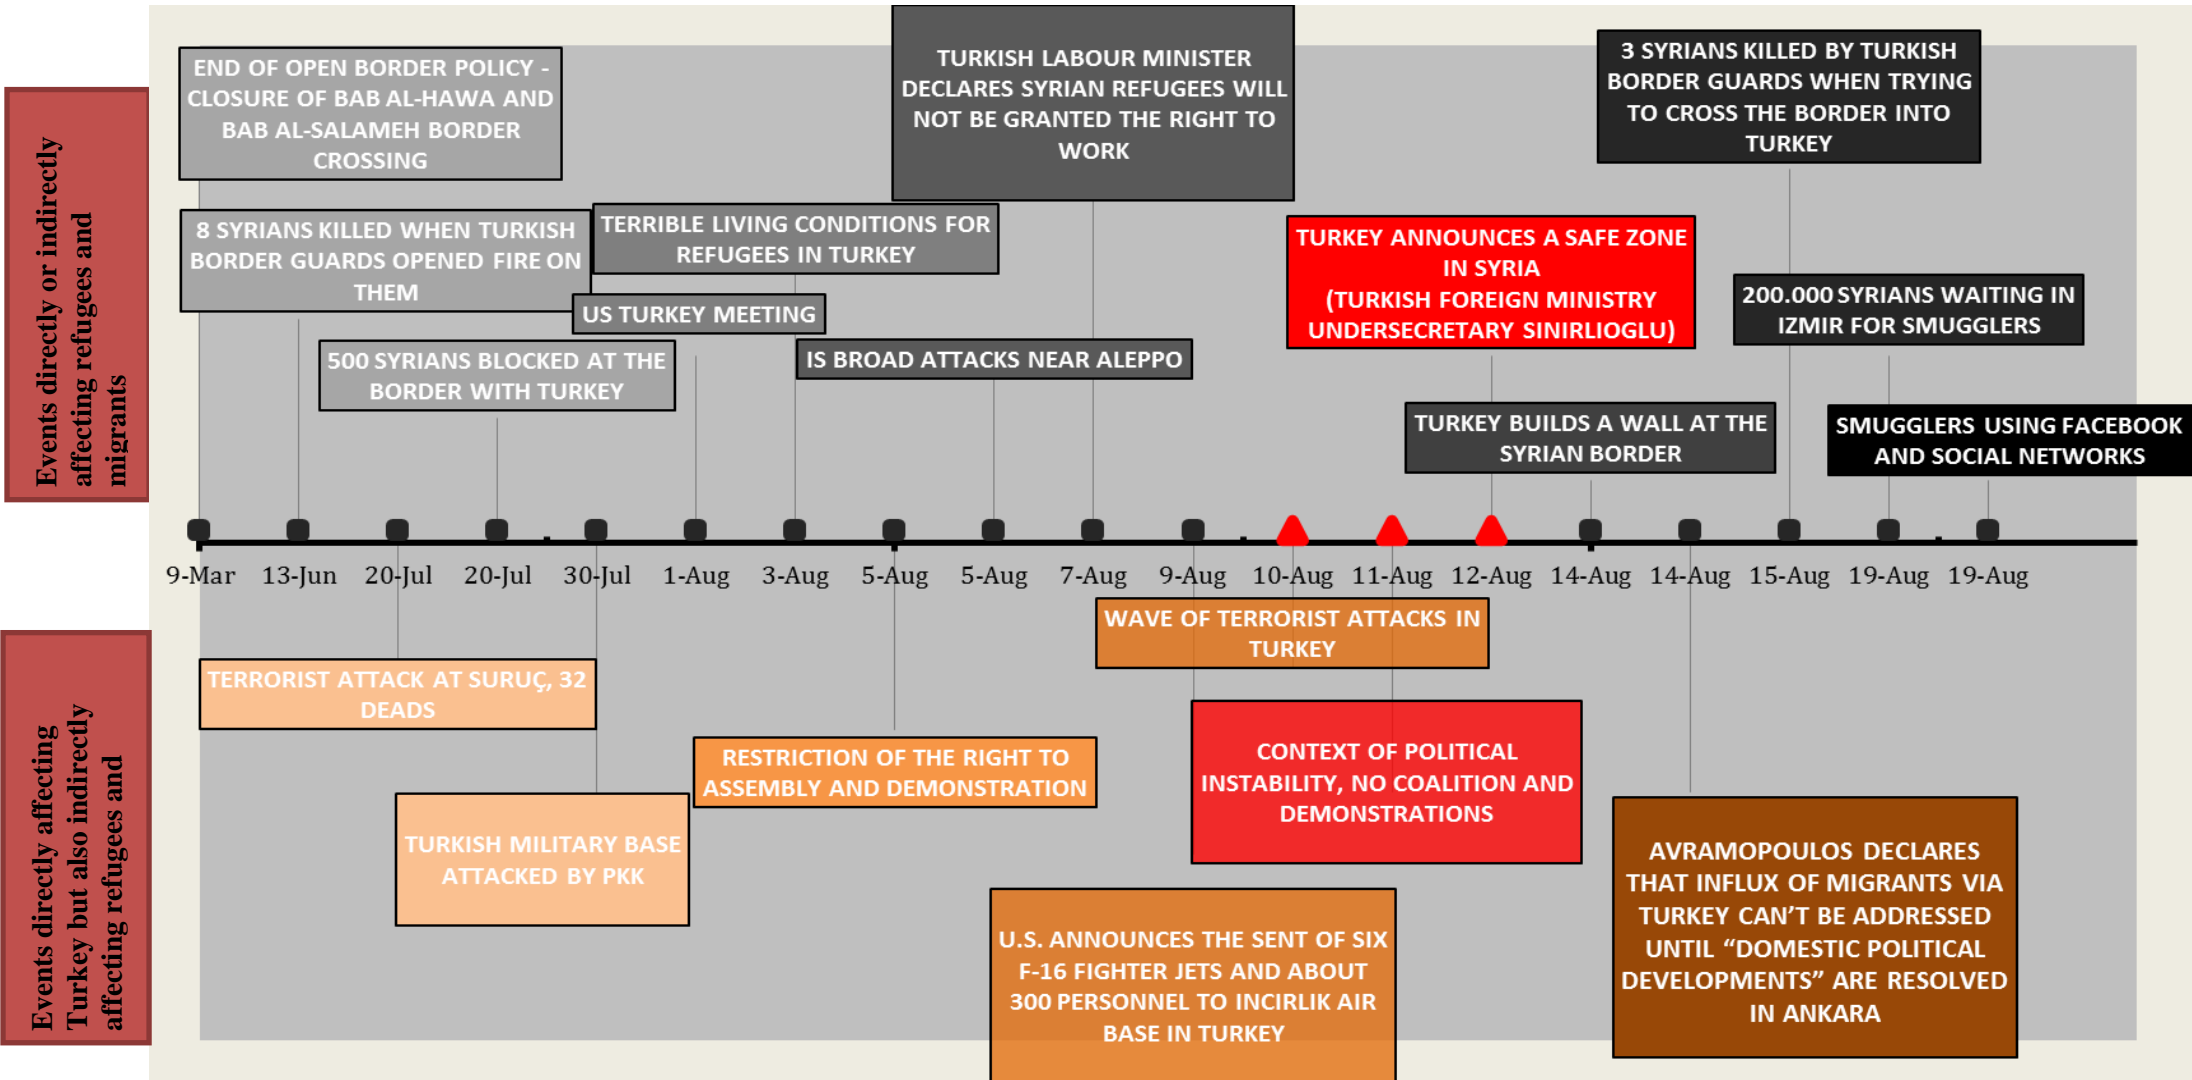 Events directly or indirectly
affecting refugees and
migrants
END OF OPEN BORDER POLICY -
CLOSURE OF BAB AL-HAWA AND
BAB AL-SALAMEH BORDER
CROSSING
8 SYRIANS KILLED WHEN TURKISH
BORDER GUARDS OPENED FIRE ON
THEM
500 SYRIANS BLOCKED AT THE
BORDER WITH TURKEY
US TURKEY MEETING
TERRIBLE LIVING CONDITIONS FOR
REFUGEES IN TURKEY
IS BROAD ATTACKS NEAR ALEPPO
TURKISH LABOUR MINISTER
DECLARES SYRIAN REFUGEES WILL
NOT BE GRANTED THE RIGHT TO
WORK
TURKEY ANNOUNCES A SAFE ZONE
IN SYRIA
(TURKISH FOREIGN MINISTRY
UNDERSECRETARY SINIRLIOGLU)
TURKEY BUILDS A WALL AT THE
SYRIAN BORDER
3 SYRIANS KILLED BY TURKISH
BORDER GUARDS WHEN TRYING
TO CROSS THE BORDER INTO
TURKEY
200.000 SYRIANS WAITING IN
IZMIR FOR SMUGGLERS
SMUGGLERS USING FACEBOOK
AND SOCIAL NETWORKS
9-Mar 13-Jun 20-Jul 20-Jul 30-Jul 1-Aug 3-Aug 5-Aug 5-Aug 7-Aug 9-Aug 10-Aug 11-Aug 12-Aug 14-Aug 14-Aug 15-Aug 19-Aug 19-Aug
Events directly affecting
Turkey but also indirectly
affecting refugees and
TERRORIST ATTACK AT SURUÇ, 32
DEADS
TURKISH MILITARY BASE
ATTACKED BY PKK
RESTRICTION OF THE RIGHT TO
ASSEMBLY AND DEMONSTRATION
WAVE OF TERRORIST ATTACKS IN
TURKEY
CONTEXT OF POLITICAL
INSTABILITY, NO COALITION AND
DEMONSTRATIONS
U.S. ANNOUNCES THE SENT OF SIX
F-16 FIGHTER JETS AND ABOUT
300 PERSONNEL TO INCIRLIK AIR
BASE IN TURKEY
AVRAMOPOULOS DECLARES
THAT INFLUX OF MIGRANTS VIA
TURKEY CAN’T BE ADDRESSED
UNTIL “DOMESTIC POLITICAL
DEVELOPMENTS” ARE RESOLVED
IN ANKARA